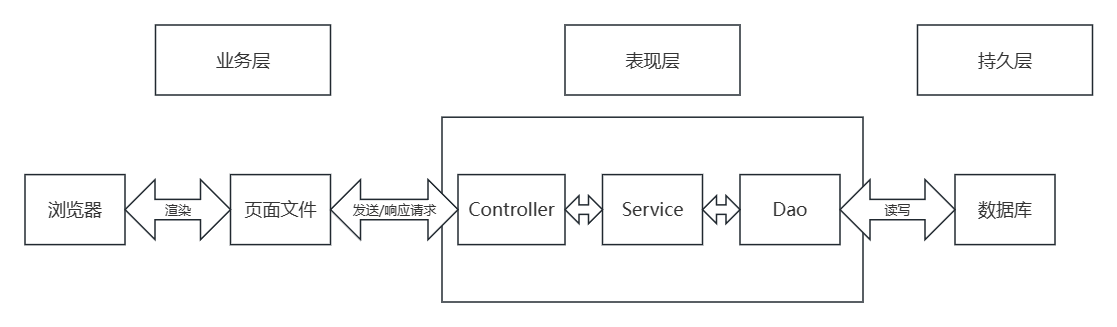 业务层
表现层
持久层
浏览器
渲染
页面文件
发送/响应请求
Controller
Service
Dao
读写
数据库